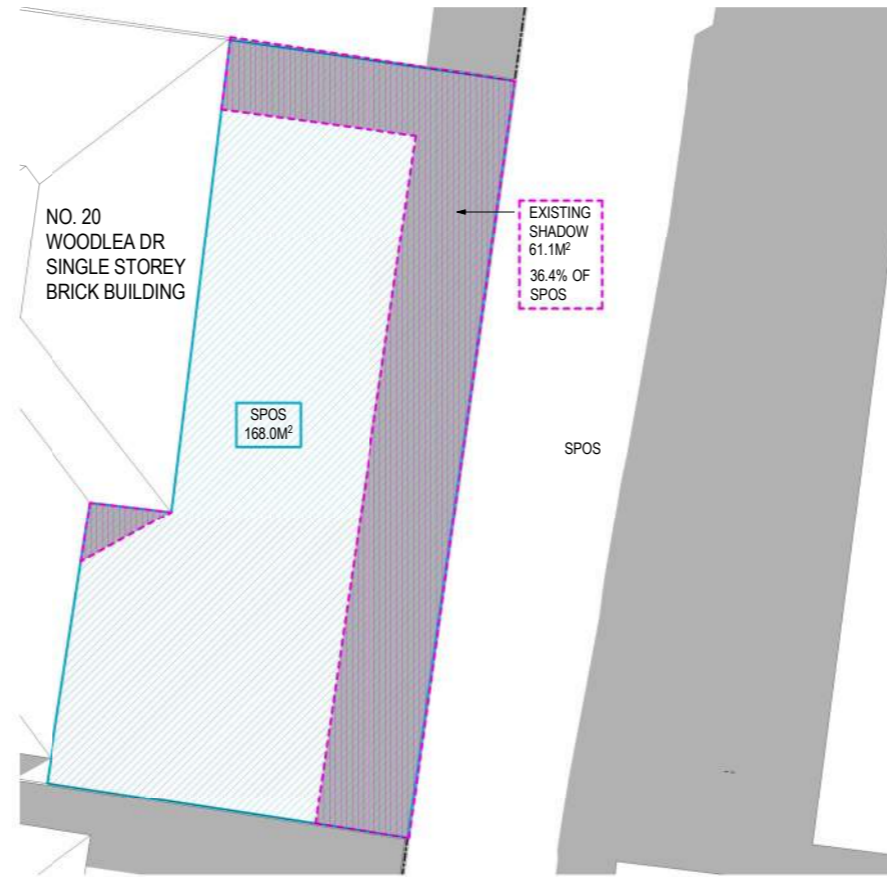 NO. 20
WOODLEA DR
SINGLE STOREY
BRICK BUILDING
EXISTING
SHADOW
61.1M²
36.4% OF
SPOS
SPOS
168.0M²
SPOS